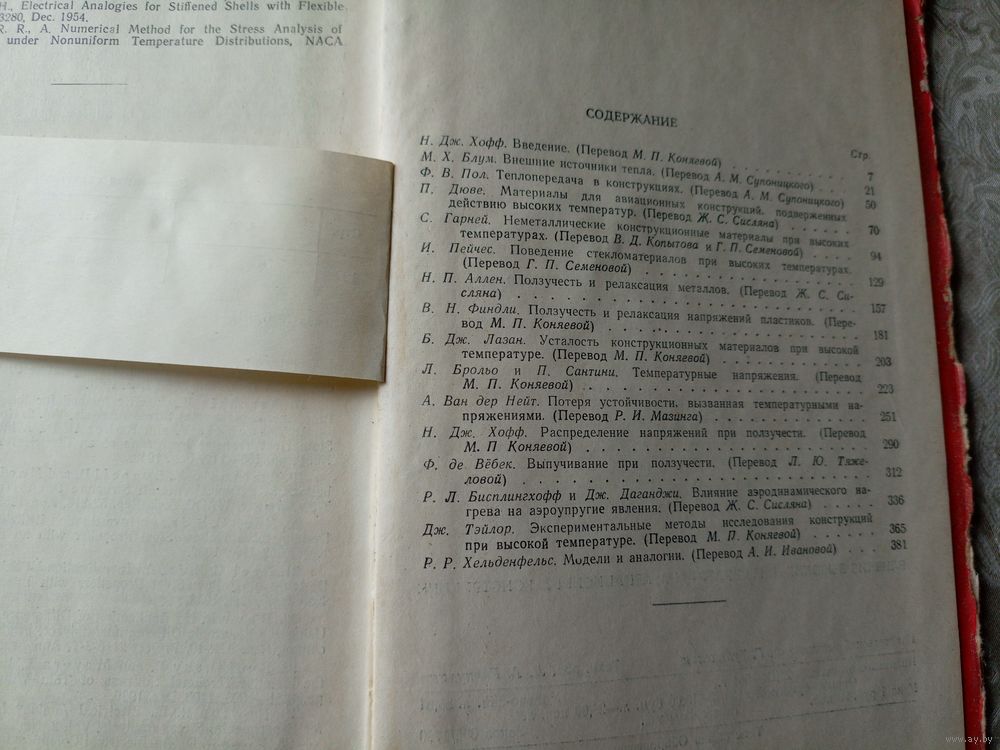 H., Electrical Analogies for Stiffened Shells with Flexible
3280, Dec. 1954.
R. R., A. Numerical Method for the Stress Analysis of
under Nonuniform Temperature Distributions, NACA
СОДЕРЖАНИЕ
Стр.
Н. Дж. Хофф. Введение. (Перевод М. П. Коняевой) . . . . . . . . 7
М. Х. Блум. Внешние источники тепла. (Перевод А. М. Супоницкого) . . . 21
Ф. В. Пол. Теплопередача в конструкциях. (Перевод А. М. Супоницкого) 50
П. Дюве. Материалы для авиационных конструкций, подверженных
действию высоких температур. (Перевод Ж. С. Сисляна) . . . . . . 70
С. Гарней. Неметаллические конструкционные материалы при высоких
температурах. (Перевод В. Д. Копытова и Г. П. Семеновой) . . . . 94
И. Пейчес. Поведение стекломатериалов при высоких температурах.
(Перевод Г. П. Семеновой) . . . . . . . . . . . . . . . 129
Н. П. Аллен. Ползучесть и релаксация металлов. (Перевод Ж. С. Си-
сляна) . . . . . . . . . . . . . . . . . . . . . . . . 157
В. Н. Финдли. Ползучесть и релаксация напряжений пластиков. (Пере-
вод М. П. Коняевой) . . . . . . . . . . . . . . . . . . 181
Б. Дж. Лазан. Усталость конструкционных материалов при высокой
температуре. (Перевод М. П. Коняевой) . . . . . . . . . . 203
Л. Брольо и П. Сантини. Температурные напряжения. (Перевод
М. П. Коняевой) . . . . . . . . . . . . . . . . . . . . 223
А. Ван дер Нейт. Потеря устойчивости, вызванная температурными на-
пряжениями. (Перевод Р. И. Мазинга) . . . . . . . . . . . 251
Н. Дж. Хофф. Распределение напряжений при ползучести. (Перевод
М. П Коняевой) . . . . . . . . . . . . . . . . . . . . 290
Ф. де Вёбек. Выпучивание при ползучести. (Перевод Л. Ю. Тяже-
ловой) . . . . . . . . . . . . . . . . . . . . . . . . 312
Р. Л. Бисплингхофф и Дж. Даганджи. Влияние аэродинамического на-
грева на аэроупругие явления. (Перевод Ж. С. Сисляна) . . . . . 336
Дж. Тэйлор. Экспериментальные методы исследования конструкций
при высокой температуре. (Перевод М. П. Коняевой) . . . . . . 365
Р. Р. Хельденфельс. Модели и аналогии. (Перевод А. И. Ивановой) . . . 381
www.ay.by